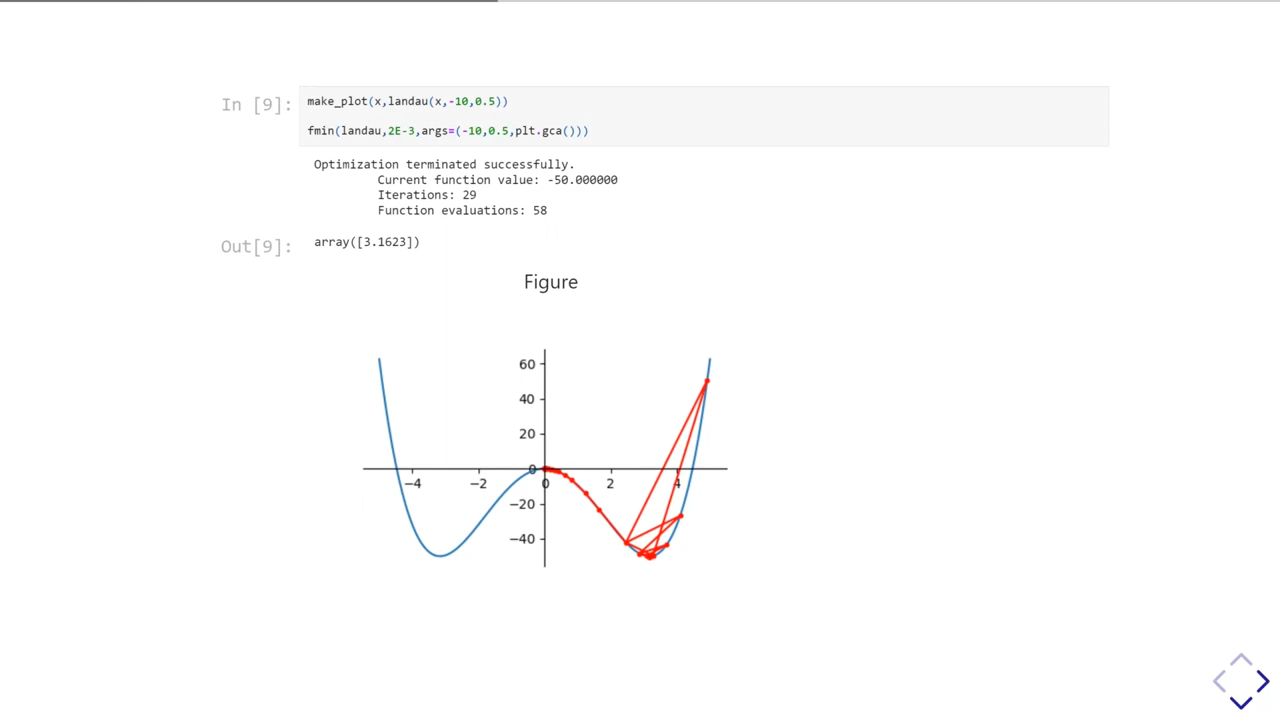 In [9]:
make_plot(x,landau(x,-10,0.5))
fmin(landau,2E-3,args=(-10,0.5,plt.gca()))
Optimization terminated successfully.
Current function value: -50.000000
Iterations: 29
Function evaluations: 58
Out[9]:
array([3.1623])
Figure
60
40
20
0
−4 −2 0 2 4
−20
−40